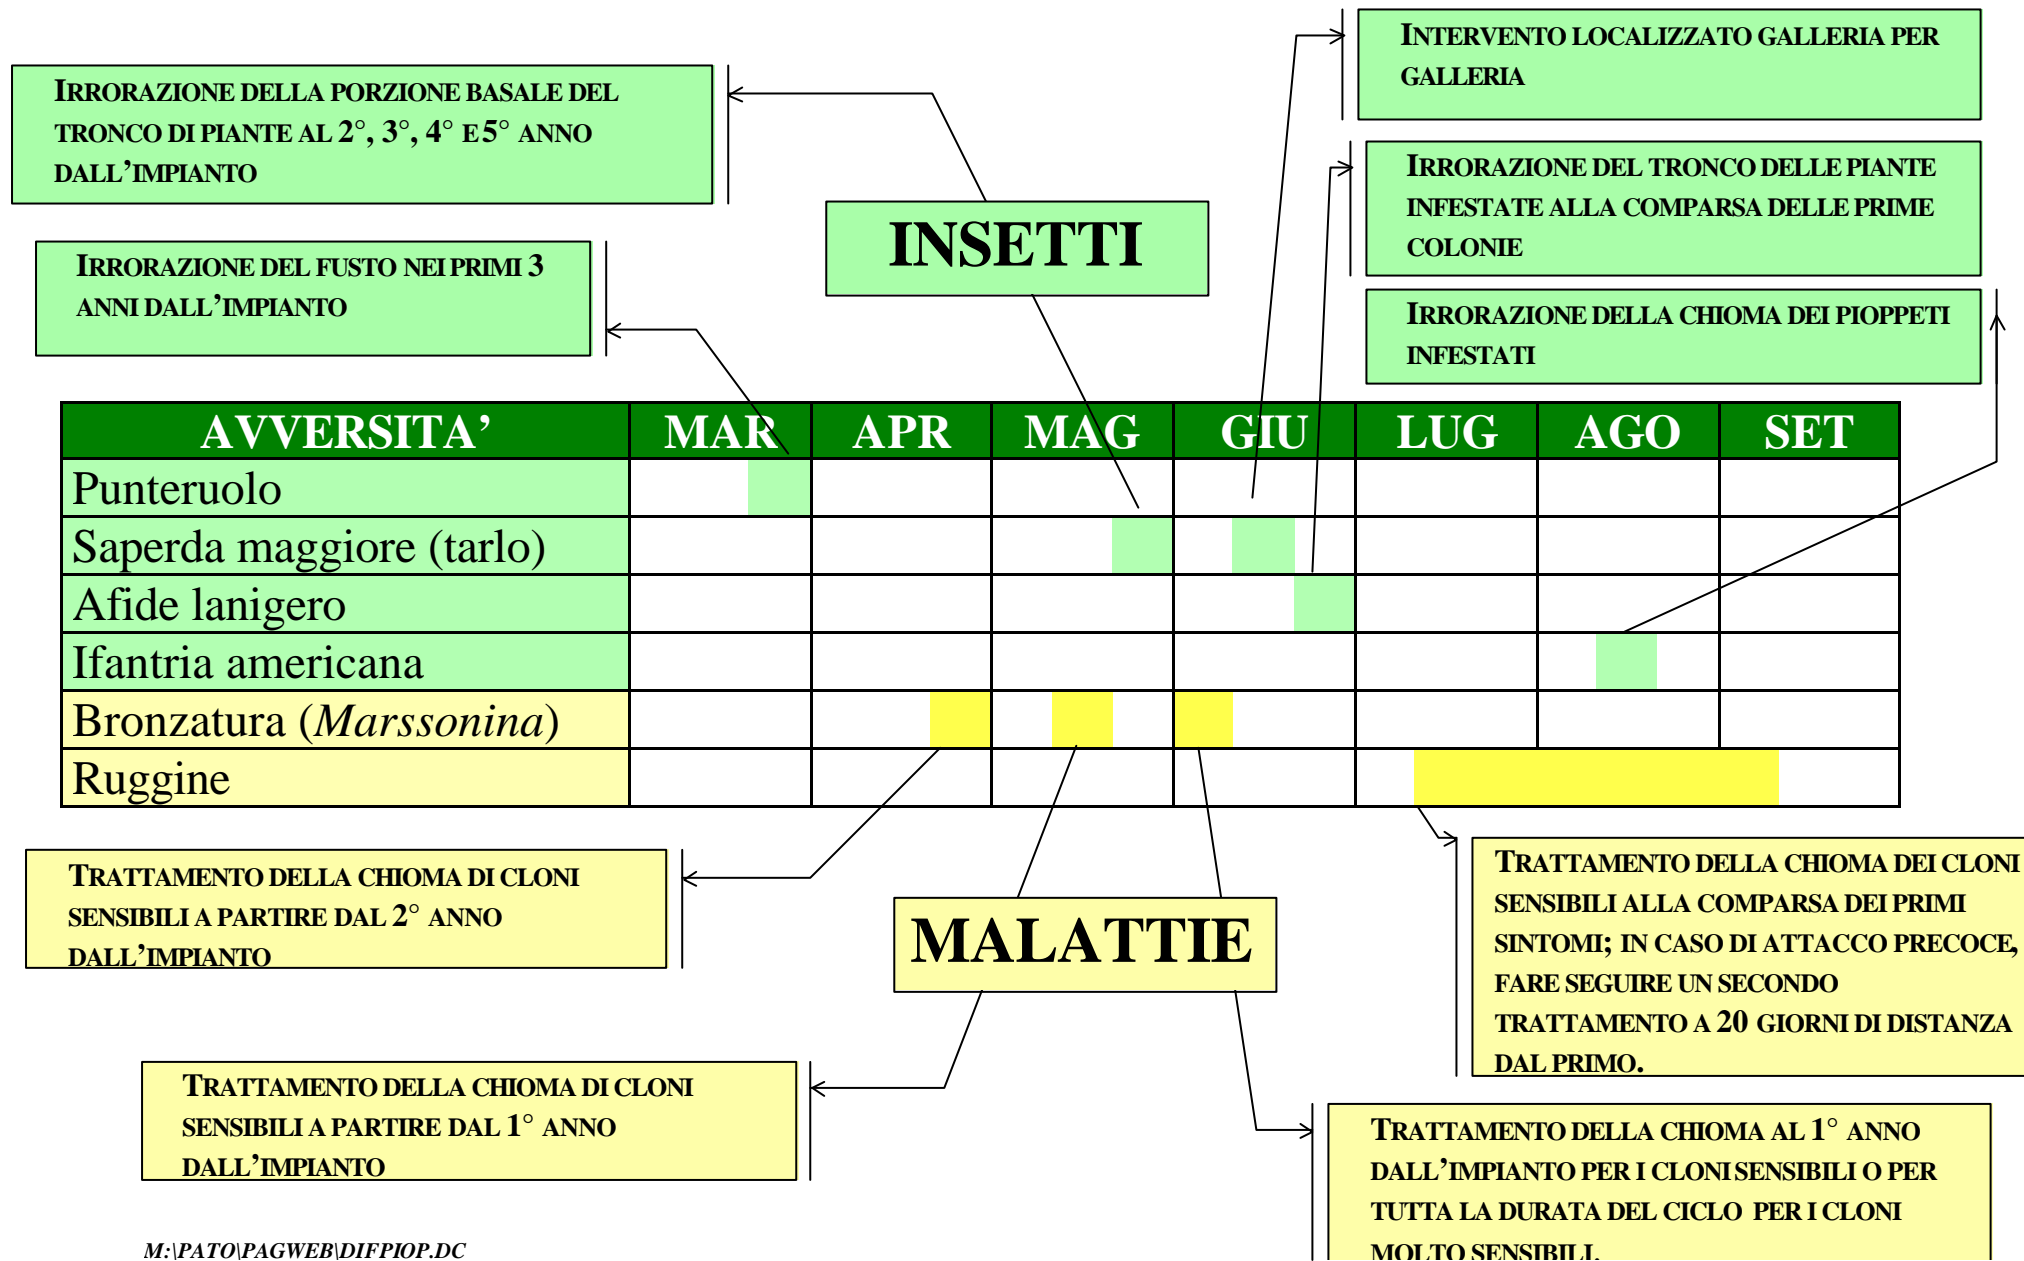 INTERVENTO LOCALIZZATO GALLERIA PER
GALLERIA
IRRORAZIONE DELLA PORZIONE BASALE DEL
TRONCO DI PIANTE AL 2°, 3°, 4° E 5° ANNO
DALL’IMPIANTO
IRRORAZIONE DEL TRONCO DELLE PIANTE
INFESTATE ALLA COMPARSA DELLE PRIME
COLONIE
INSETTI
IRRORAZIONE DEL FUSTO NEI PRIMI 3
ANNI DALL’IMPIANTO
IRRORAZIONE DELLA CHIOMA DEI PIOPPETI
INFESTATI
AVVERSITA’ MAR APR MAG GIU LUG AGO SET
Punteruolo
Saperda maggiore (tarlo)
Afide lanigero
Ifantria americana
Bronzatura (Marssonina)
Ruggine
TRATTAMENTO DELLA CHIOMA DI CLONI
SENSIBILI A PARTIRE DAL 2° ANNO
DALL’IMPIANTO
MALATTIE
TRATTAMENTO DELLA CHIOMA DEI CLONI
SENSIBILI ALLA COMPARSA DEI PRIMI
SINTOMI; IN CASO DI ATTACCO PRECOCE,
FARE SEGUIRE UN SECONDO
TRATTAMENTO A 20 GIORNI DI DISTANZA
DAL PRIMO.
TRATTAMENTO DELLA CHIOMA DI CLONI
SENSIBILI A PARTIRE DAL 1° ANNO
DALL’IMPIANTO
TRATTAMENTO DELLA CHIOMA AL 1° ANNO
DALL’IMPIANTO PER I CLONI SENSIBILI O PER
TUTTA LA DURATA DEL CICLO PER I CLONI
MOLTO SENSIBILI.
M:\PATO\PAGWEB\DIFPIOP.DC